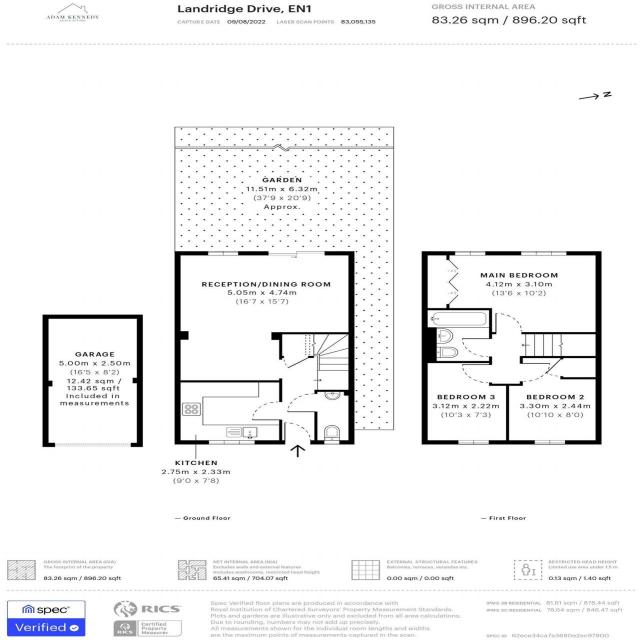 ADAM KENNEDY
Landridge Drive, EN1
CAPTURE DATE 09/08/2022 LASER SCAN POINTS 83,055,135
GROSS INTERNAL AREA
83.26 sqm / 896.20 sqft
N
GARDEN
11.51m x 6.32m
(37'9 x 20'9)
Approx.
RECEPTION/DINING ROOM
5.05m x 4.74m
(16'7 x 15'7)
MAIN BEDROOM
4.12m x 3.10m
(13'6 x 10'2)
GARAGE
5.00m x 2.50m
(16'5 x 8'2)
12.42 sqm /
133.65 sqft
Included in
measurements
BEDROOM 3
3.12m x 2.22m
(10'3 x 7'3)
BEDROOM 2
3.30m x 2.44m
(10'10 x 8'0)
KITCHEN
2.75m x 2.33m
(9'0 x 7'8)
— Ground Floor
— First Floor
GROSS INTERNAL AREA (GIA)
The footprint of the property
83.26 sqm / 896.20 sqft
NET INTERNAL AREA (NIA)
Excludes walls and external features
Includes washrooms, restricted head height
65.41 sqm / 704.07 sqft
EXTERNAL STRUCTURAL FEATURES
Balconies, terraces, verandas etc.
0.00 sqm / 0.00 sqft
RESTRICTED HEAD HEIGHT
Limited use area under 1.5 m
0.13 sqm / 1.40 sqft
spec
Verified
RICS
RICS
Certified
Property
Measurer
Spec Verified floor plans are produced in accordance with
Royal Institution of Chartered Surveyors' Property Measurement Standards.
Plots and gardens are illustrative only and excluded from all area calculations.
Due to rounding, numbers may not add up precisely.
All measurements shown for the individual room lengths and widths
are the maximum points of measurements captured in the scan.
IPMS 3B RESIDENTIAL 81.61 sqm / 878.44 sqft
IPMS 3C RESIDENTIAL 78.64 sqm / 846.47 sqft
SPEC ID